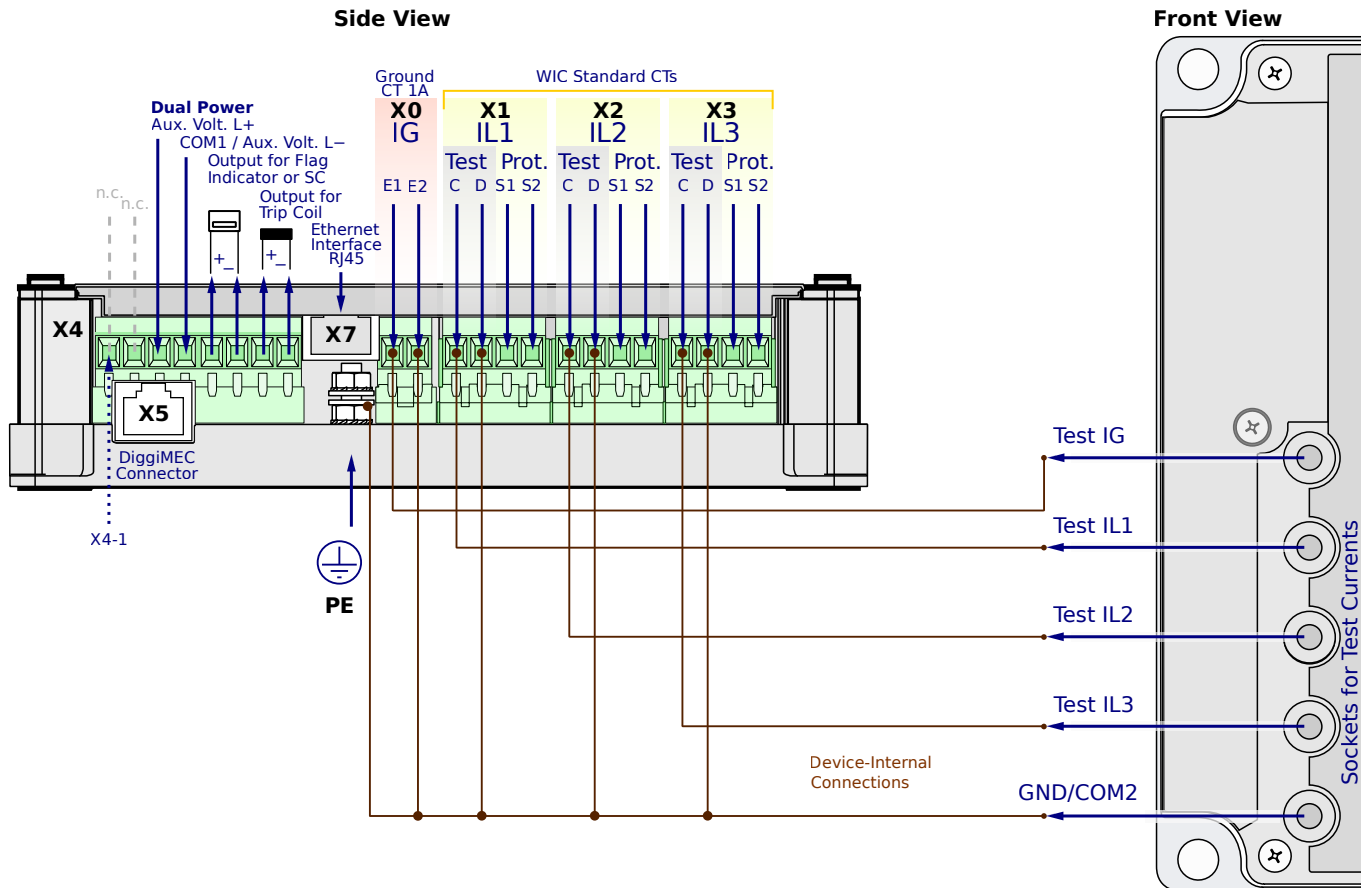 Side View
Front View
Ground
CT 1A
WIC Standard CTs
Dual Power
Aux. Volt. L+
COM1 / Aux. Volt. L−
Output for Flag
Indicator or SC
Output for
Trip Coil
Ethernet
Interface
RJ45
n.c.
n.c.
+
−
+
−
X0
IG
E1 E2
X1
IL1
Test Prot.
C D S1 S2
X2
IL2
Test Prot.
C D S1 S2
X3
IL3
Test Prot.
C D S1 S2
X4
X7
X5
DiggiMEC
Connector
X4-1
PE
Test IG
Test IL1
Test IL2
Test IL3
GND/COM2
Device-Internal
Connections
Sockets for Test Currents